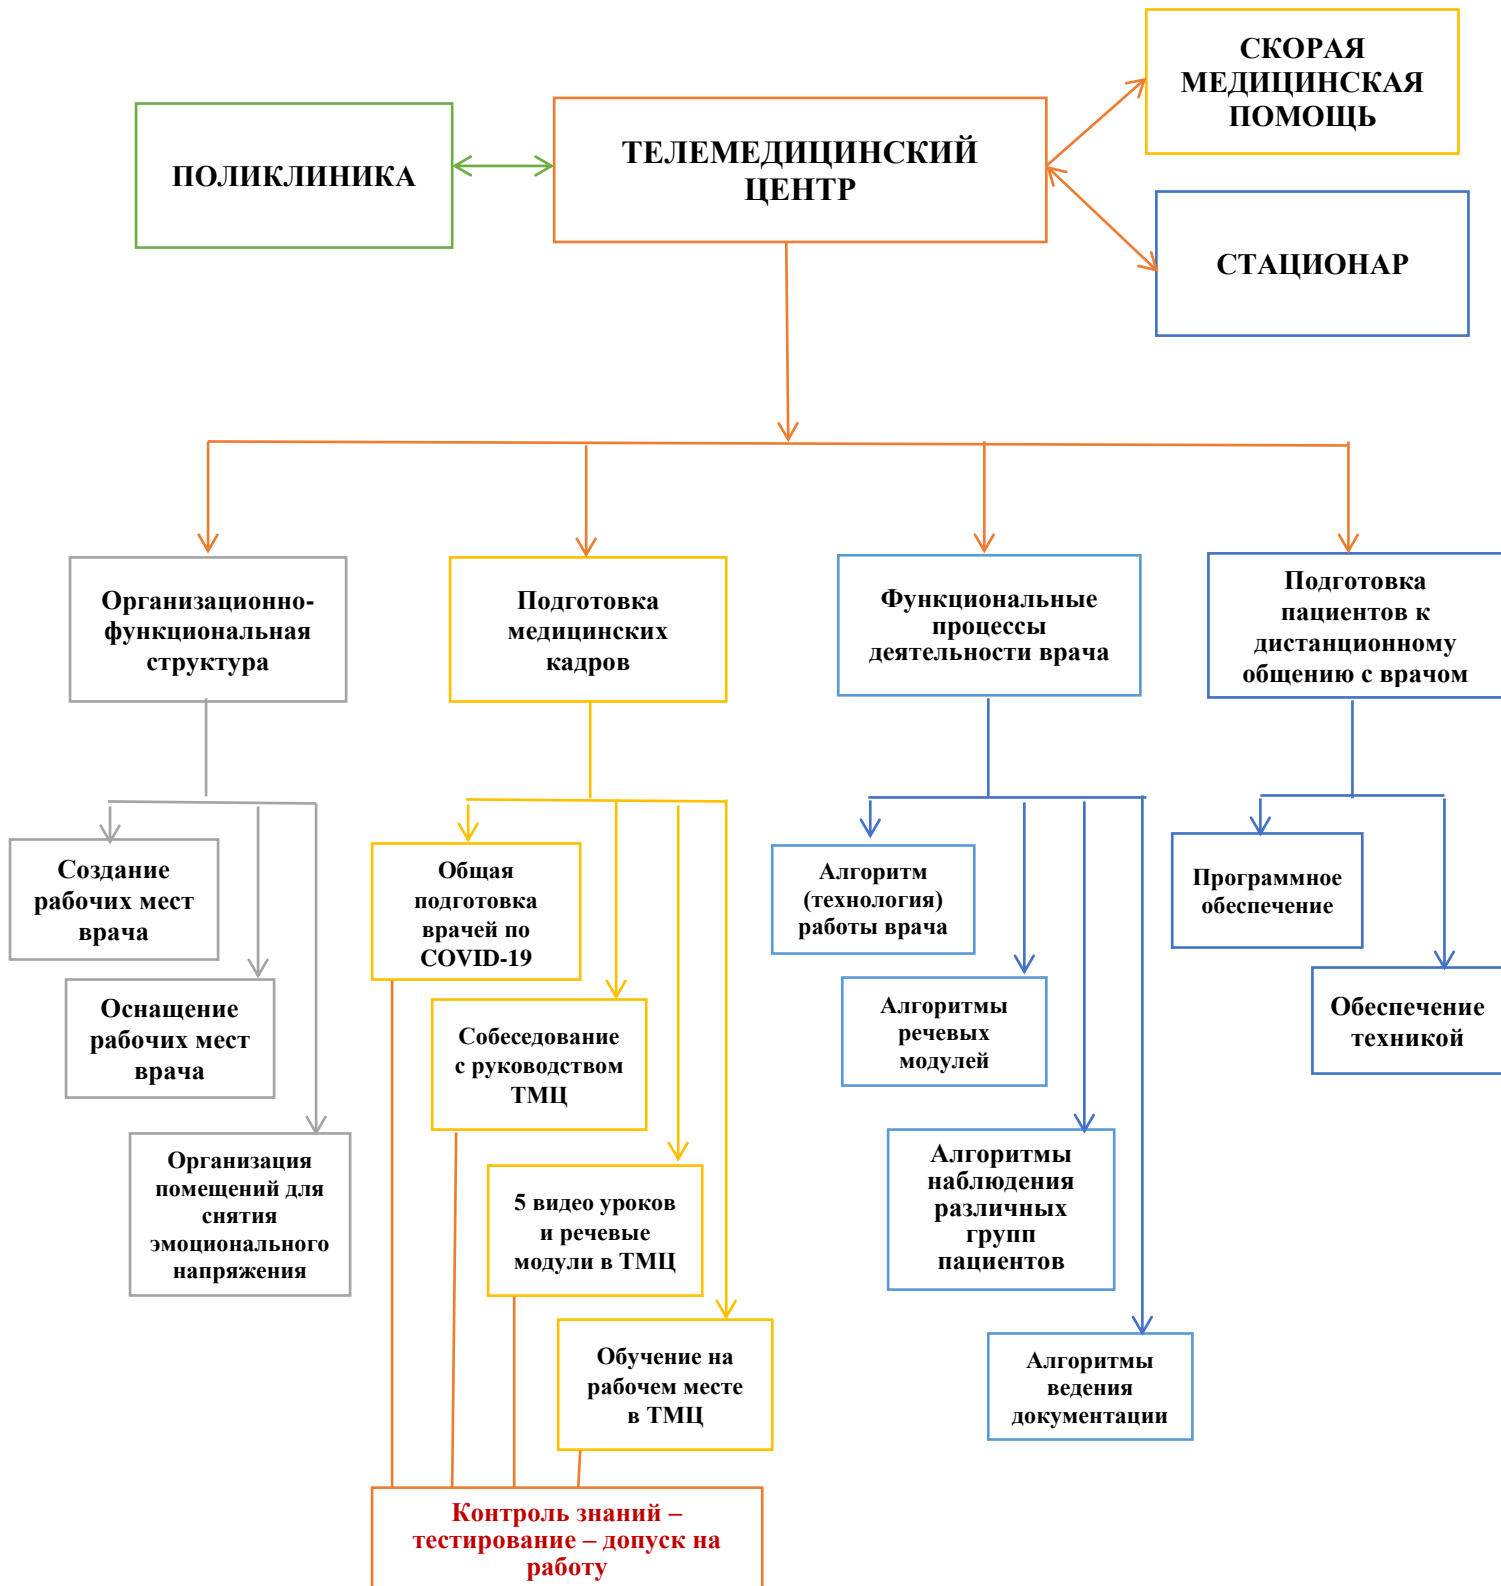 СКОРАЯ
МЕДИЦИНСКАЯ
ПОМОЩЬ
ПОЛИКЛИНИКА
ТЕЛЕМЕДИЦИНСКИЙ
ЦЕНТР
СТАЦИОНАР
Организационно-
функциональная
структура
Подготовка
медицинских
кадров
Функциональные
процессы
деятельности врача
Подготовка
пациентов к
дистанционному
общению с врачом
Создание
рабочих мест
врача
Оснащение
рабочих мест
врача
Организация
помещений для
снятия
эмоционального
напряжения
Общая
подготовка
врачей по
COVID-19
Собеседование
с руководством
ТМЦ
5 видео уроков
и речевые
модули в ТМЦ
Обучение на
рабочем месте
в ТМЦ
Контроль знаний –
тестирование – допуск на
работу
Алгоритм
(технология)
работы врача
Алгоритмы
речевых
модулей
Алгоритмы
наблюдения
различных
групп
пациентов
Алгоритмы
ведения
документации
Программное
обеспечение
Обеспечение
техникой